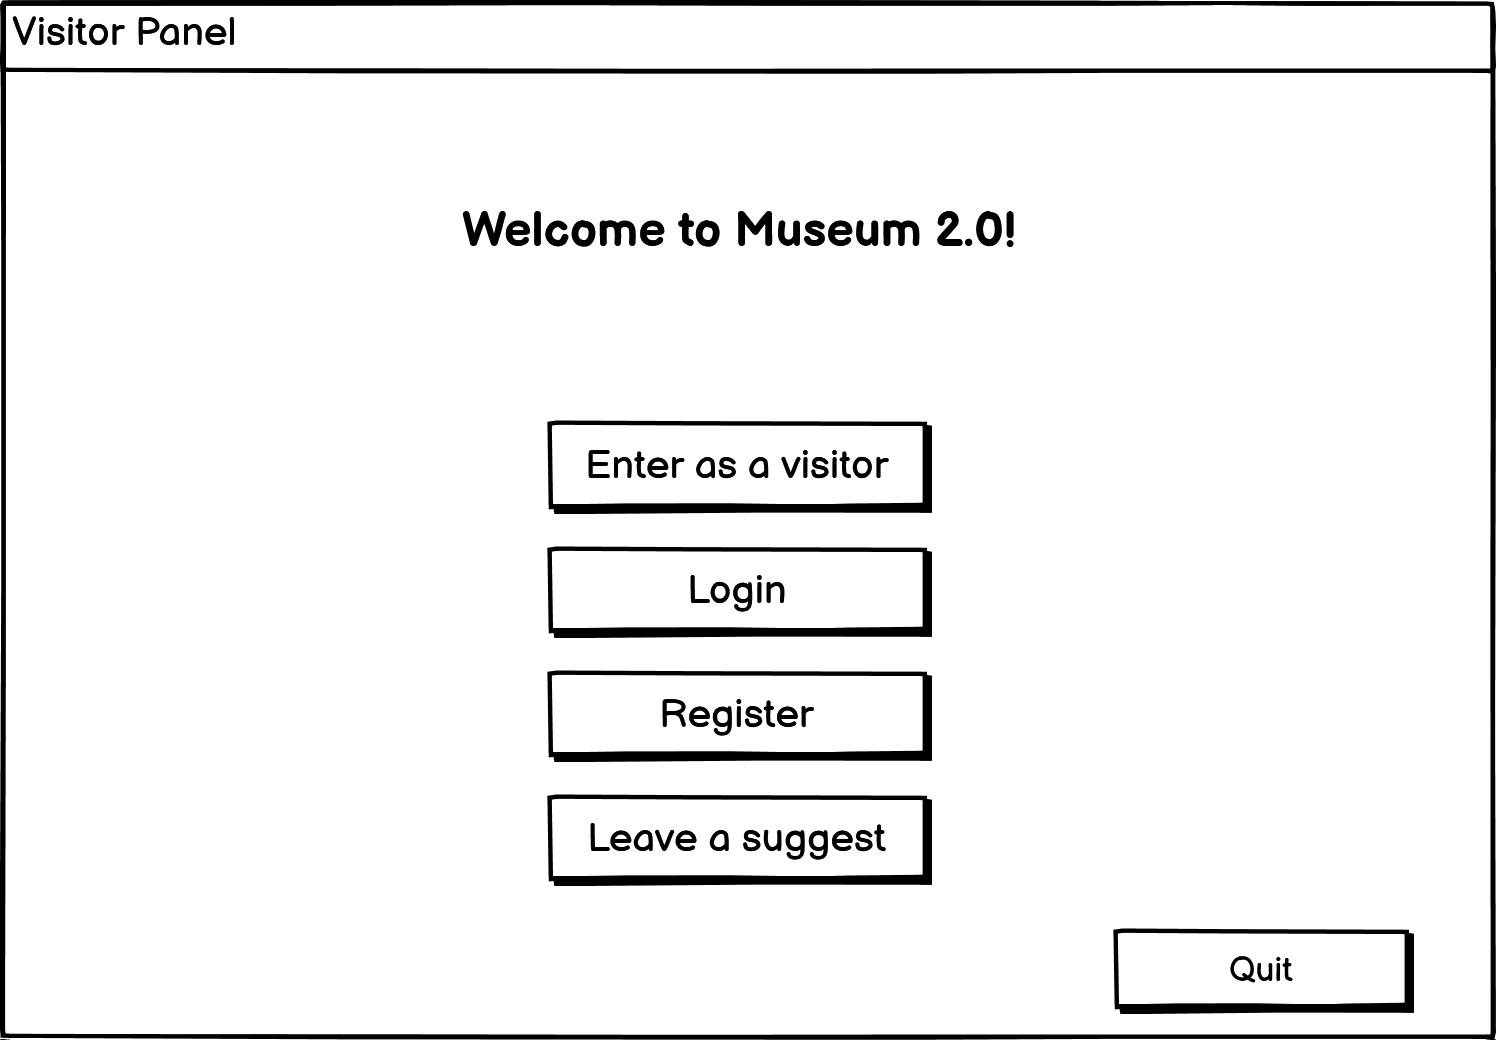 Visitor Panel
Welcome to Museum 2.0!
Enter as a visitor
Login
Register
Leave a suggest
Quit